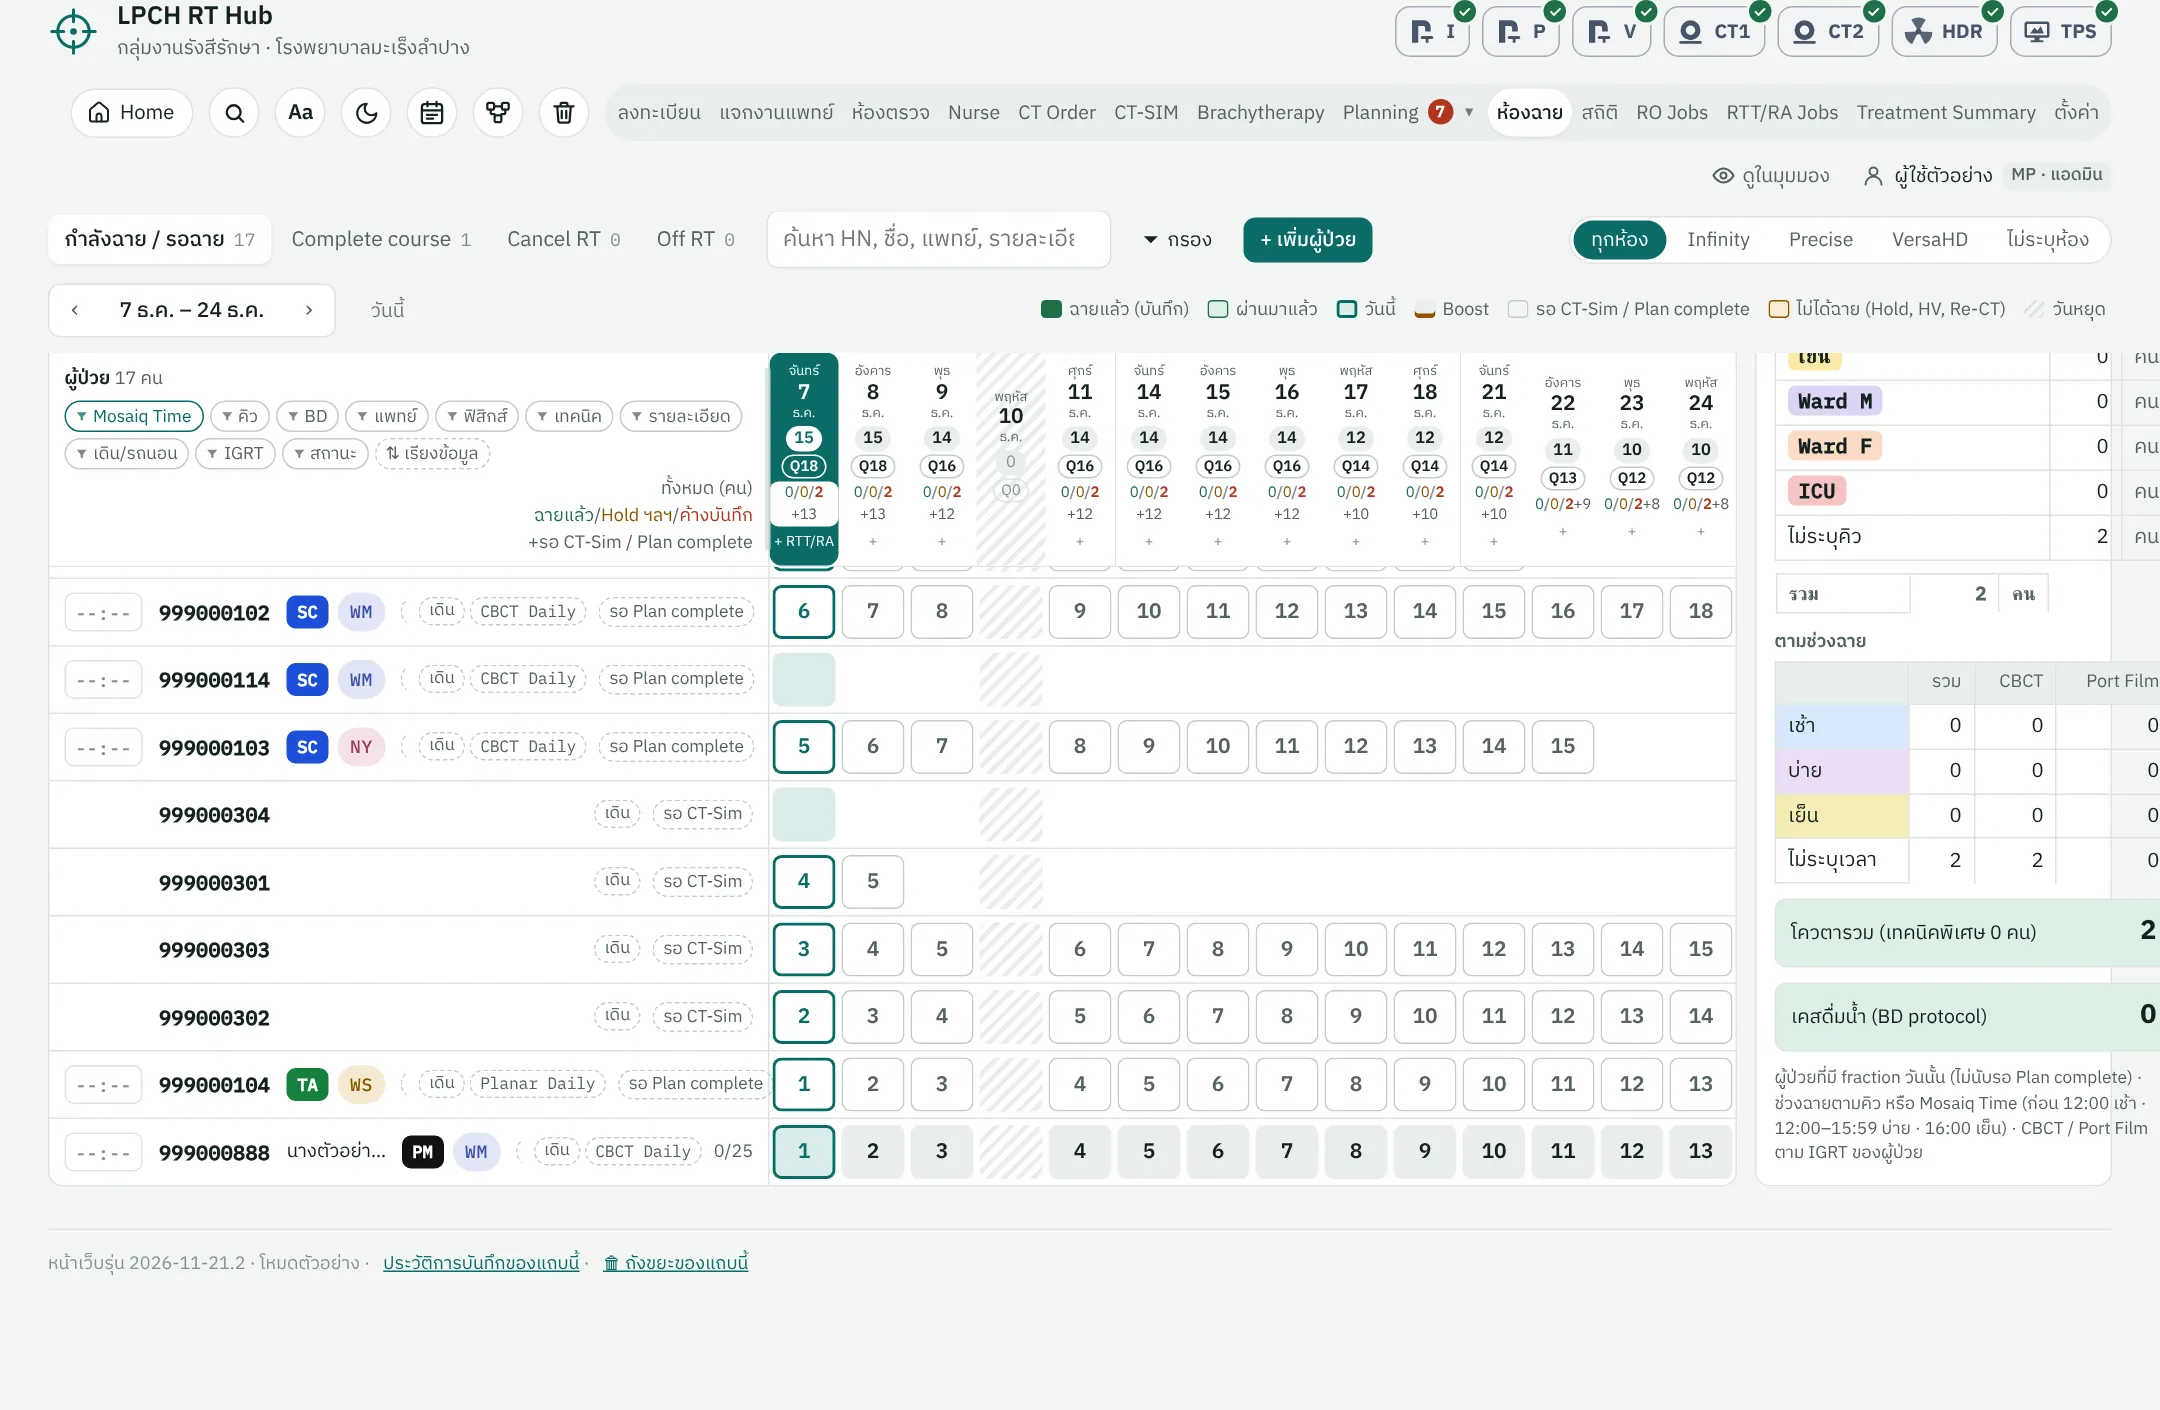 LPCH RT Hub
กลุ่มงานรังสีรักษา · โรงพยาบาลมะเร็งลำปาง
I P V CT1 CT2 HDR TPS
Home Aa ลงทะเบียน แจกงานแพทย์ ห้องตรวจ Nurse CT Order CT-SIM Brachytherapy Planning 7 ▼ ห้องฉาย สถิติ RO Jobs RTT/RA Jobs Treatment Summary ตั้งค่า
ดูในมุมมอง ผู้ใช้ตัวอย่าง MP · แอดมิน
กำลังฉาย / รอฉาย 17 Complete course 1 Cancel RT 0 Off RT 0 ค้นหา HN, ชื่อ, แพทย์, รายละเอีย ▼ กรอง + เพิ่มผู้ป่วย ทุกห้อง Infinity Precise VersaHD ไม่ระบุห้อง
‹ 7 ธ.ค. – 24 ธ.ค. › วันนี้ ฉายแล้ว (บันทึก) ผ่านมาแล้ว วันนี้ Boost รอ CT-Sim / Plan complete ไม่ได้ฉาย (Hold, HV, Re-CT) วันหยุด
ผู้ป่วย 17 คน
Mosaiq Time คิว BD แพทย์ ฟิสิกส์ เทคนิค รายละเอียด
เดิน/รถนอน IGRT สถานะ ⇅ เรียงข้อมูล
ทั้งหมด (คน)
ฉายแล้ว/Hold ฯลฯ/ค้างบันทึก
+รอ CT-Sim / Plan complete
จันทร์ อังคาร พุธ พฤหัส ศุกร์ จันทร์ อังคาร พุธ พฤหัส ศุกร์ จันทร์ อังคาร พุธ พฤหัส
7 8 9 10 11 14 15 16 17 18 21 22 23 24
ธ.ค. ธ.ค. ธ.ค. ธ.ค. ธ.ค. ธ.ค. ธ.ค. ธ.ค. ธ.ค. ธ.ค. ธ.ค. ธ.ค. ธ.ค. ธ.ค.
15 15 14 0 14 14 14 14 12 12 12 11 10 10
Q18 Q18 Q16 Q0 Q16 Q16 Q16 Q16 Q14 Q14 Q14 Q13 Q12 Q12
0/0/2 0/0/2 0/0/2 0/0/2 0/0/2 0/0/2 0/0/2 0/0/2 0/0/2 0/0/2 0/0/2+9 0/0/2+8 0/0/2+8
+13 +13 +12 +12 +12 +12 +12 +10 +10 +10
+ RTT/RA + + + + + + + + + + + +
--:-- 999000102 SC WM เดิน CBCT Daily รอ Plan complete 6 7 8 9 10 11 12 13 14 15 16 17 18
--:-- 999000114 SC WM เดิน CBCT Daily รอ Plan complete
--:-- 999000103 SC NY เดิน CBCT Daily รอ Plan complete 5 6 7 8 9 10 11 12 13 14 15
999000304 เดิน รอ CT-Sim
999000301 เดิน รอ CT-Sim 4 5
999000303 เดิน รอ CT-Sim 3 4 5 6 7 8 9 10 11 12 13 14 15
999000302 เดิน รอ CT-Sim 2 3 4 5 6 7 8 9 10 11 12 13 14
--:-- 999000104 TA WS เดิน Planar Daily รอ Plan complete 1 2 3 4 5 6 7 8 9 10 11 12 13
--:-- 999000888 นางตัวอย่า... PM WM เดิน CBCT Daily 0/25 1 2 3 4 5 6 7 8 9 10 11 12 13
เย็น 0 คน
Ward M 0 คน
Ward F 0 คน
ICU 0 คน
ไม่ระบุคิว 2 คน
รวม 2 คน
ตามช่วงฉาย
รวม CBCT Port Film
เช้า 0 0 0
บ่าย 0 0 0
เย็น 0 0 0
ไม่ระบุเวลา 2 2 0
โควตารวม (เทคนิคพิเศษ 0 คน) 2
เคสดื่มน้ำ (BD protocol) 0
ผู้ป่วยที่มี fraction วันนั้น (ไม่นับรอ Plan complete) ·
ช่วงฉายตามคิว หรือ Mosaiq Time (ก่อน 12:00 เช้า ·
12:00–15:59 บ่าย · 16:00 เย็น) · CBCT / Port Film
ตาม IGRT ของผู้ป่วย
หน้าเว็บรุ่น 2026-11-21.2 · โหมดตัวอย่าง · ประวัติการบันทึกของแถบนี้ · ถังขยะของแถบนี้